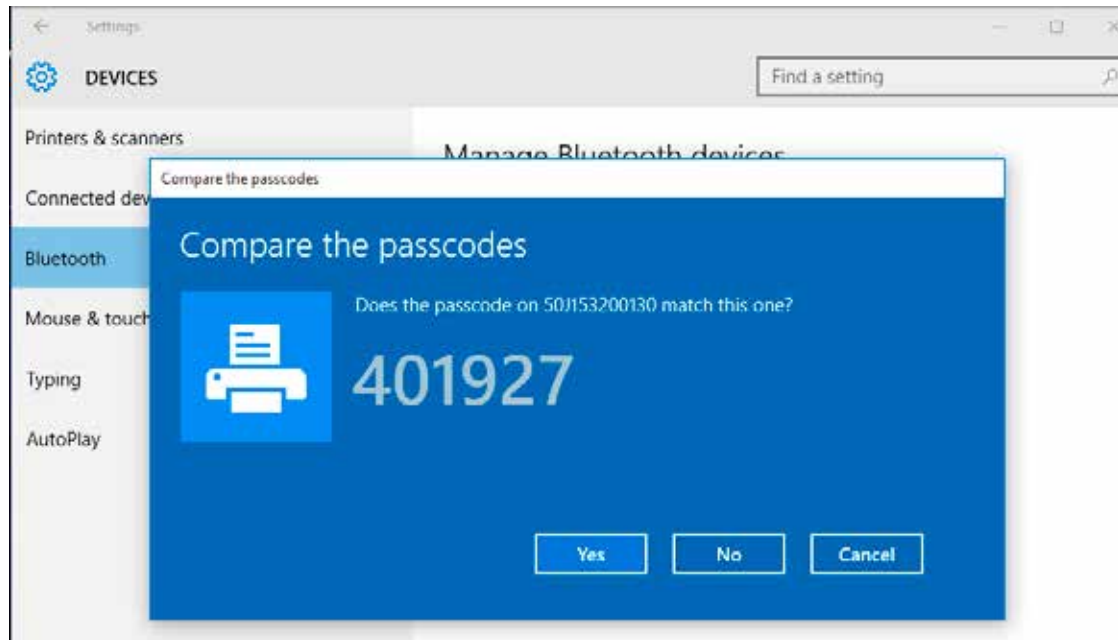 Settings
DEVICES
Find a setting
Printers & scanners
Manage Bluetooth devices
Compare the passcodes
Connected dev
Compare the passcodes
Bluetooth
Does the passcode on 50J153200130 match this one?
Mouse & touch
401927
Typing
AutoPlay
Yes
No
Cancel